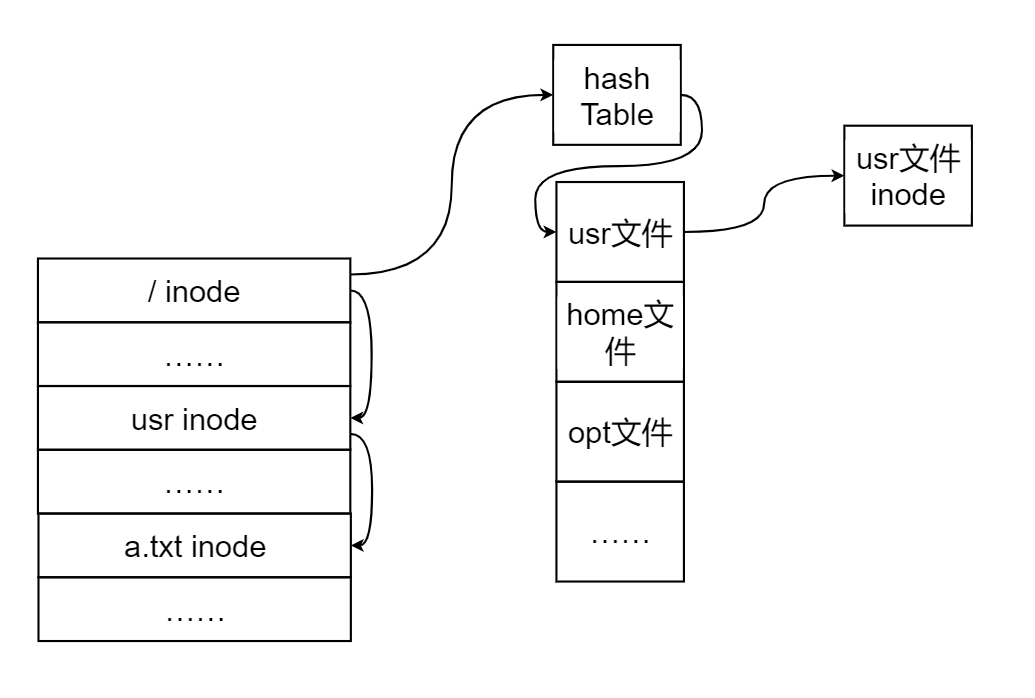 hash
Table
usr文件
inode
usr文件
home文
件
opt文件
……
/ inode
……
usr inode
……
a.txt inode
……